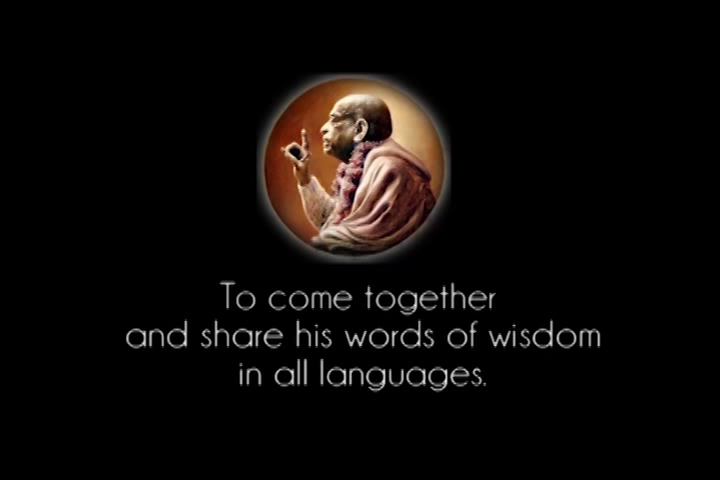 To come together
and share his words of wisdom
in all languages.